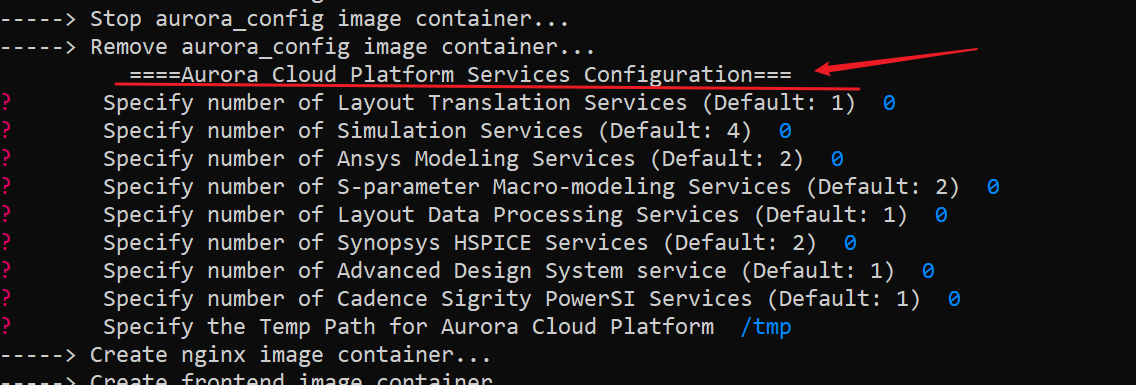 -----> Stop aurora_config image container...
-----> Remove aurora_config image container...
====Aurora Cloud Platform Services Configuration===
? Specify number of Layout Translation Services (Default: 1) 0
? Specify number of Simulation Services (Default: 4) 0
? Specify number of Ansys Modeling Services (Default: 2) 0
? Specify number of S-parameter Macro-modeling Services (Default: 2) 0
? Specify number of Layout Data Processing Services (Default: 1) 0
? Specify number of Synopsys HSPICE Services (Default: 2) 0
? Specify number of Advanced Design System service (Default: 1) 0
? Specify number of Cadence Sigrity PowerSI Services (Default: 1) 0
? Specify the Temp Path for Aurora Cloud Platform /tmp
-----> Create nginx image container...
-----> Create frontend image container